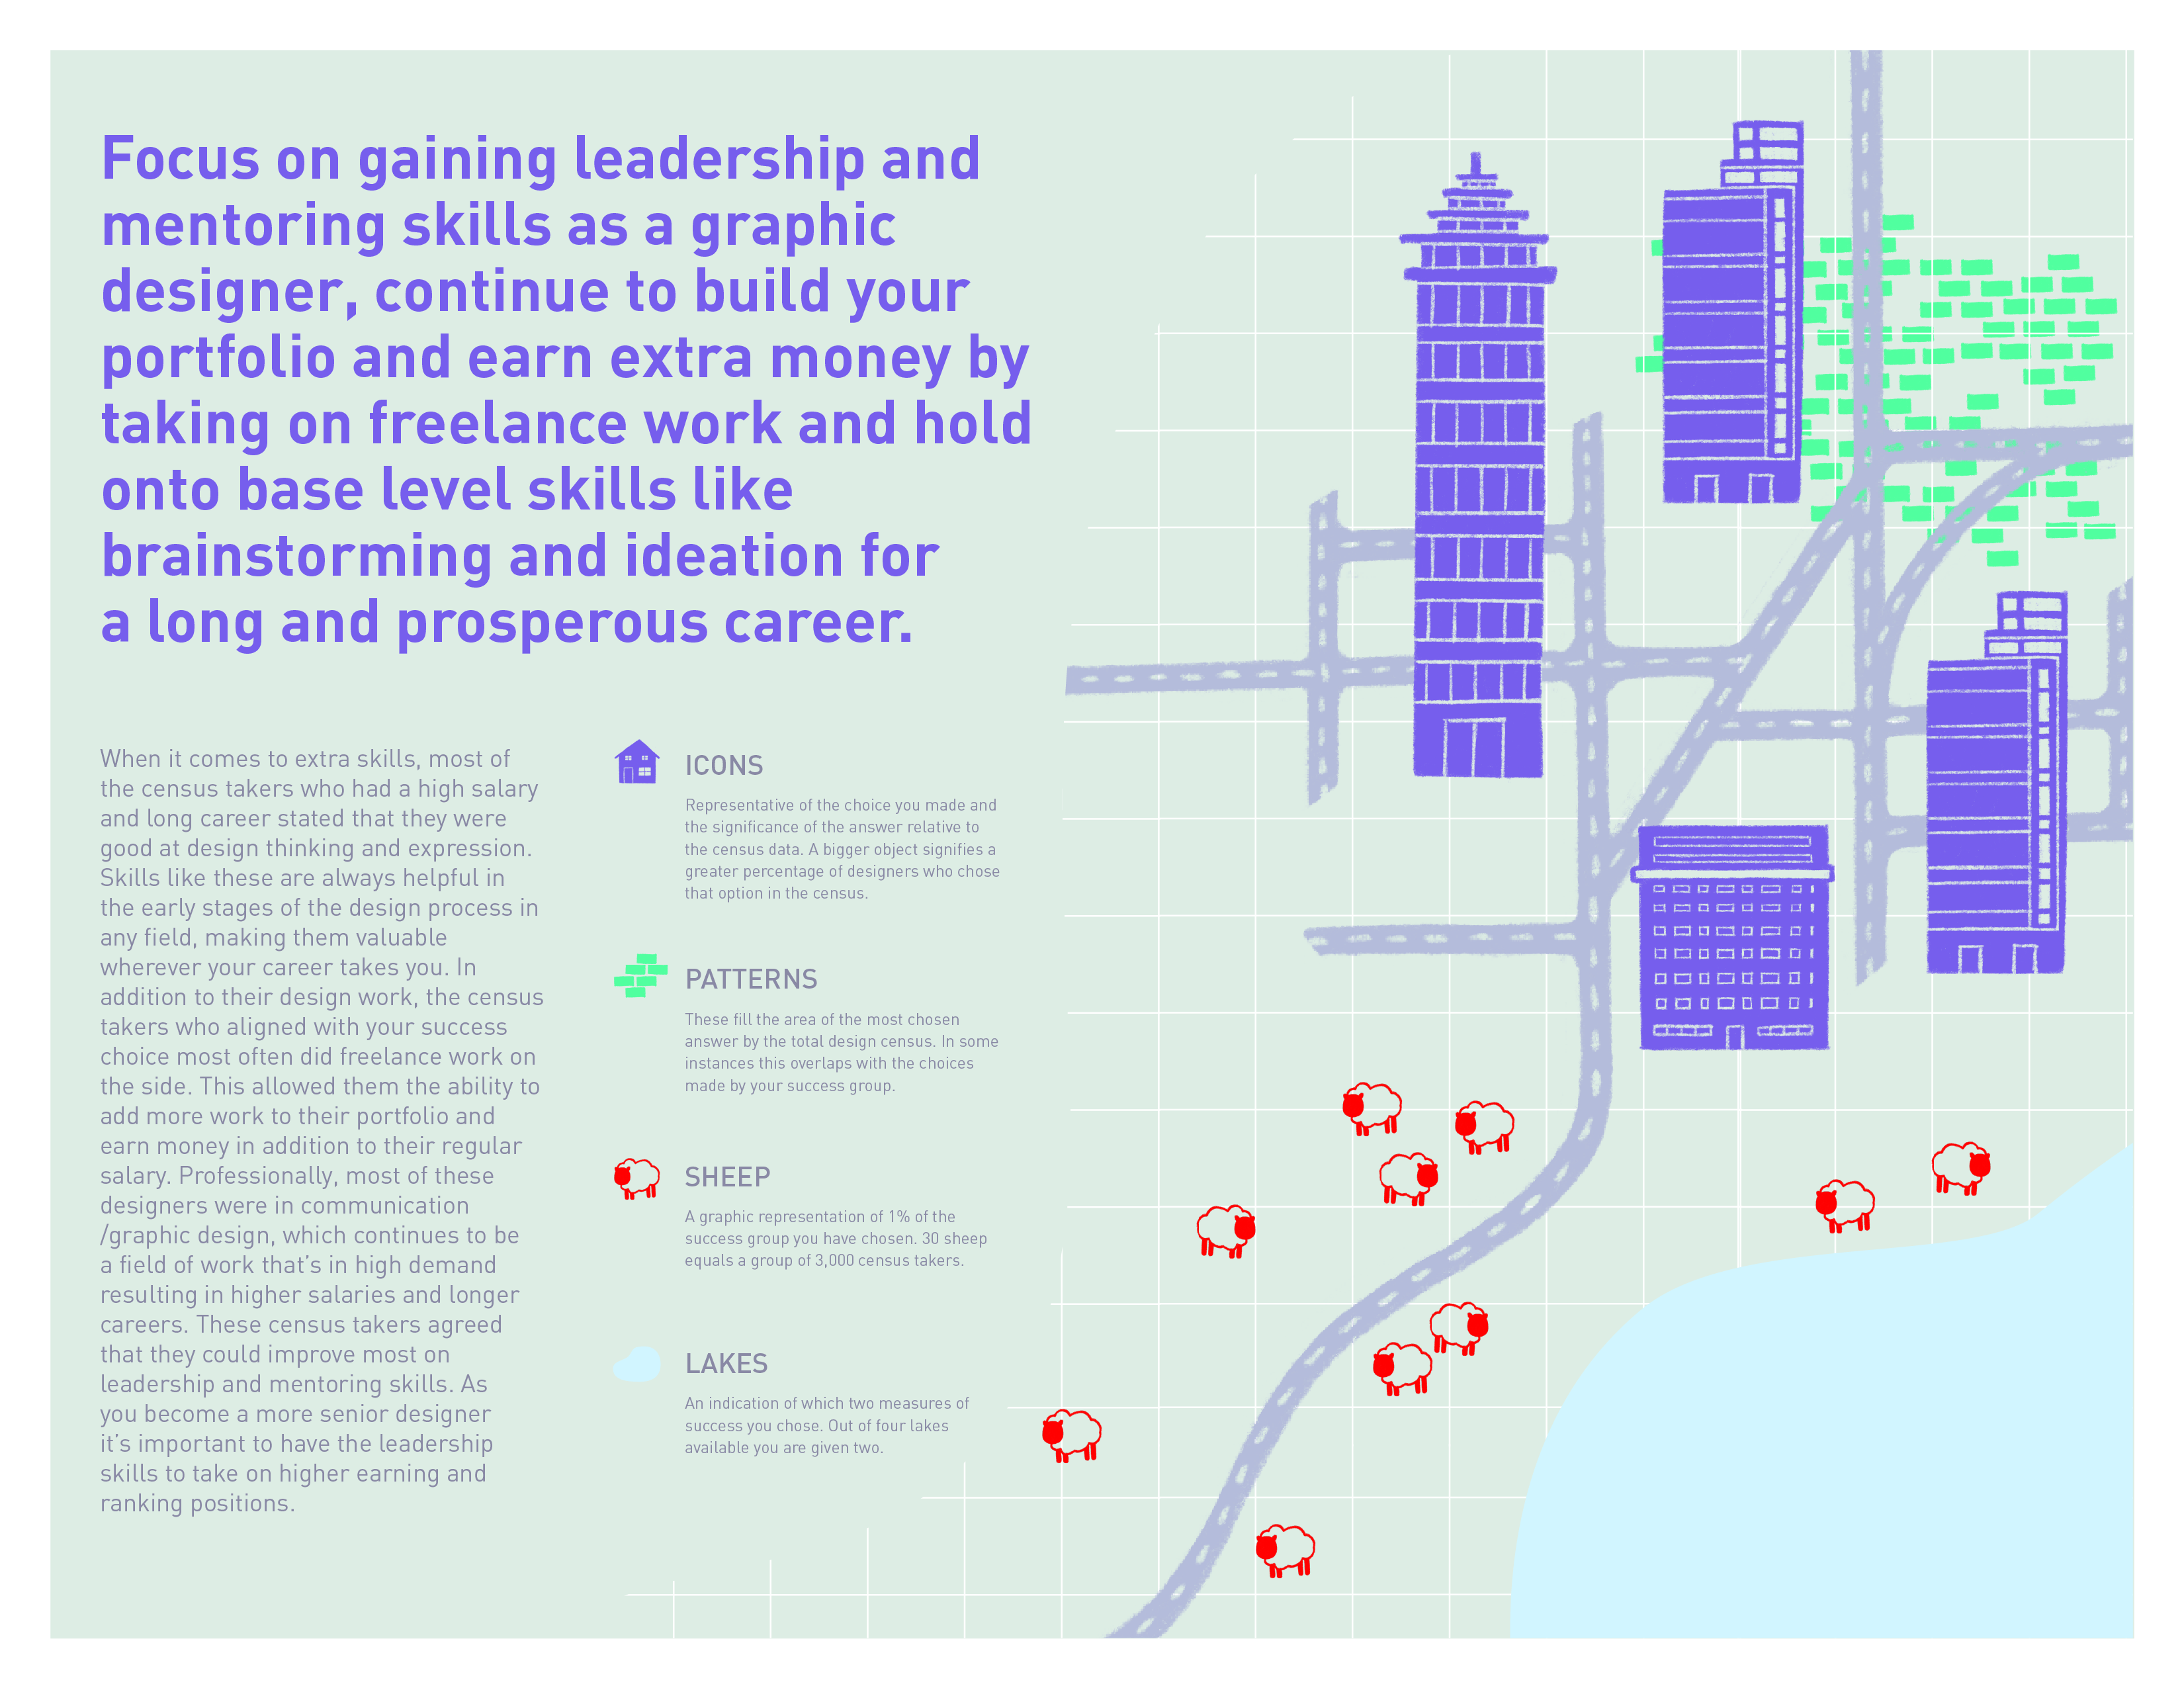 Focus on gaining leadership and
mentoring skills as a graphic
designer, continue to build your
portfolio and earn extra money by
taking on freelance work and hold
onto base level skills like
brainstorming and ideation for
a long and prosperous career.
When it comes to extra skills, most of
the census takers who had a high salary
and long career stated that they were
good at design thinking and expression.
Skills like these are always helpful in
the early stages of the design process in
any field, making them valuable
wherever your career takes you. In
addition to their design work, the census
takers who aligned with your success
choice most often did freelance work on
the side. This allowed them the ability to
add more work to their portfolio and
earn money in addition to their regular
salary. Professionally, most of these
designers were in communication
/graphic design, which continues to be
a field of work that's in high demand
resulting in higher salaries and longer
careers. These census takers agreed
that they could improve most on
leadership and mentoring skills. As
you become a more senior designer
it's important to have the leadership
skills to take on higher earning and
ranking positions.
ICONS
Representative of the choice you made and
the significance of the answer relative to
the census data. A bigger object signifies a
greater percentage of designers who chose
that option in the census.
PATTERNS
These fill the area of the most chosen
answer by the total design census. In some
instances this overlaps with the choices
made by your success group.
SHEEP
A graphic representation of 1% of the
success group you have chosen. 30 sheep
equals a group of 3,000 census takers.
LAKES
An indication of which two measures of
success you chose. Out of four lakes
available you are given two.